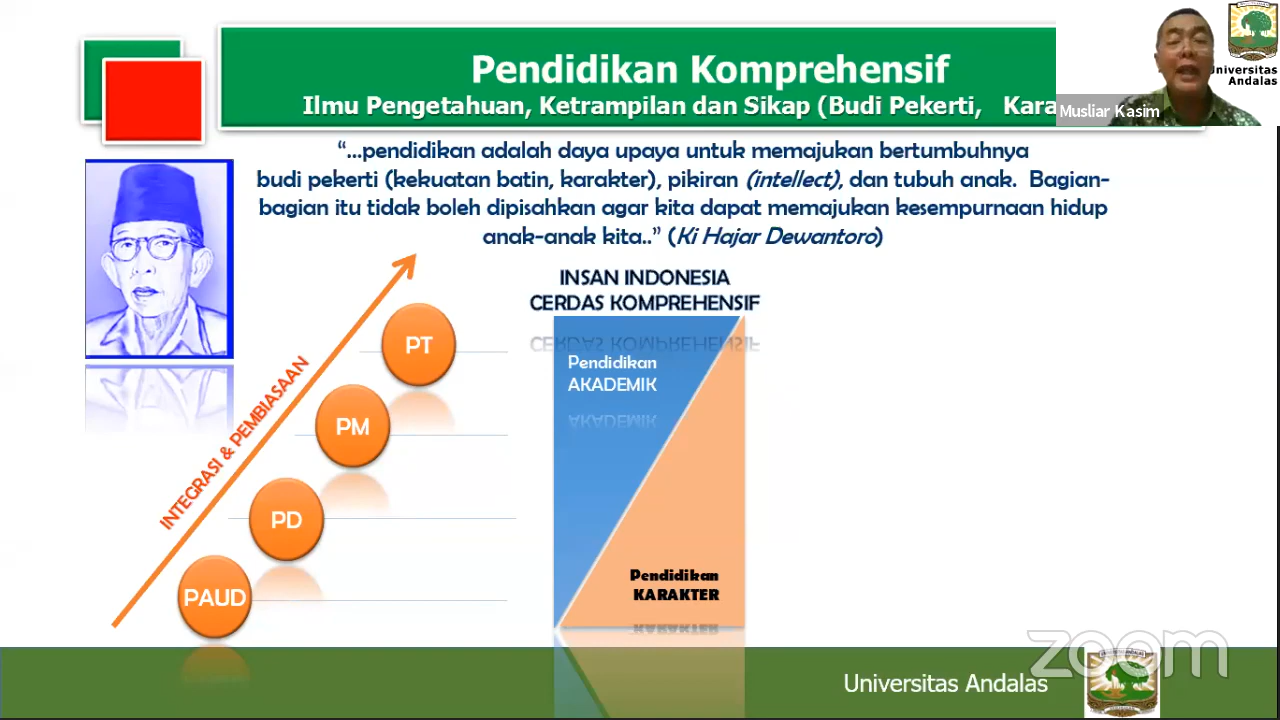 Pendidikan Komprehensif
Ilmu Pengetahuan, Ketrampilan dan Sikap (Budi Pekerti, Kara
Universitas
Andalas
Musliar Kasim
“...pendidikan adalah daya upaya untuk memajukan bertumbuhnya
budi pekerti (kekuatan batin, karakter), pikiran (intellect), dan tubuh anak. Bagian-
bagian itu tidak boleh dipisahkan agar kita dapat memajukan kesempurnaan hidup
anak-anak kita..” (Ki Hajar Dewantoro)
INSAN INDONESIA
CERDAS KOMPREHENSIF
INTEGRASI & PEMBIASAAN
PT
PM
PD
PAUD
Pendidikan
AKADEMIK
Pendidikan
KARAKTER
zoom
Universitas Andalas